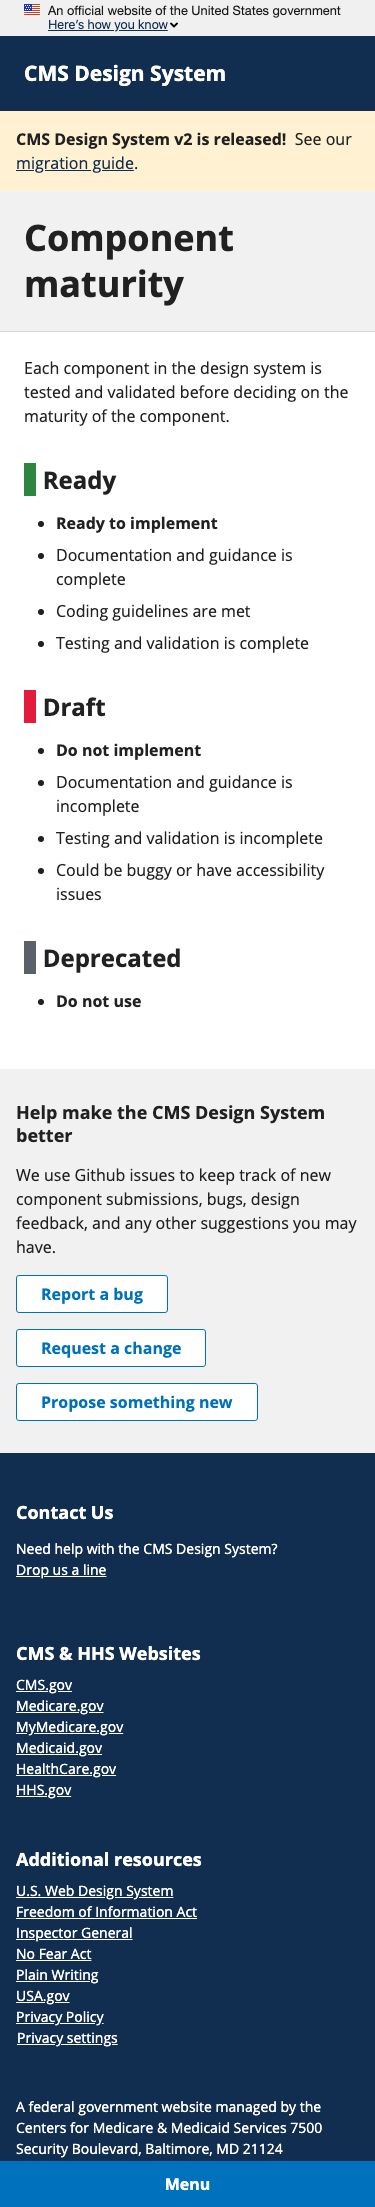 An official website of the United States government
Here's how you know
CMS Design System
CMS Design System v2 is released! See our
migration guide.
Component
maturity
Each component in the design system is
tested and validated before deciding on the
maturity of the component.
Ready
Ready to implement
Documentation and guidance is
complete
Coding guidelines are met
Testing and validation is complete
Draft
Do not implement
Documentation and guidance is
incomplete
Testing and validation is incomplete
Could be buggy or have accessibility
issues
Deprecated
Do not use
Help make the CMS Design System
better
We use Github issues to keep track of new
component submissions, bugs, design
feedback, and any other suggestions you may
have.
Report a bug
Request a change
Propose something new
Contact Us
Need help with the CMS Design System?
Drop us a line
CMS & HHS Websites
CMS.gov
Medicare.gov
MyMedicare.gov
Medicaid.gov
HealthCare.gov
HHS.gov
Additional resources
U.S. Web Design System
Freedom of Information Act
Inspector General
No Fear Act
Plain Writing
USA.gov
Privacy Policy
Privacy settings
A federal government website managed by the
Centers for Medicare & Medicaid Services 7500
Security Boulevard, Baltimore, MD 21124
Menu